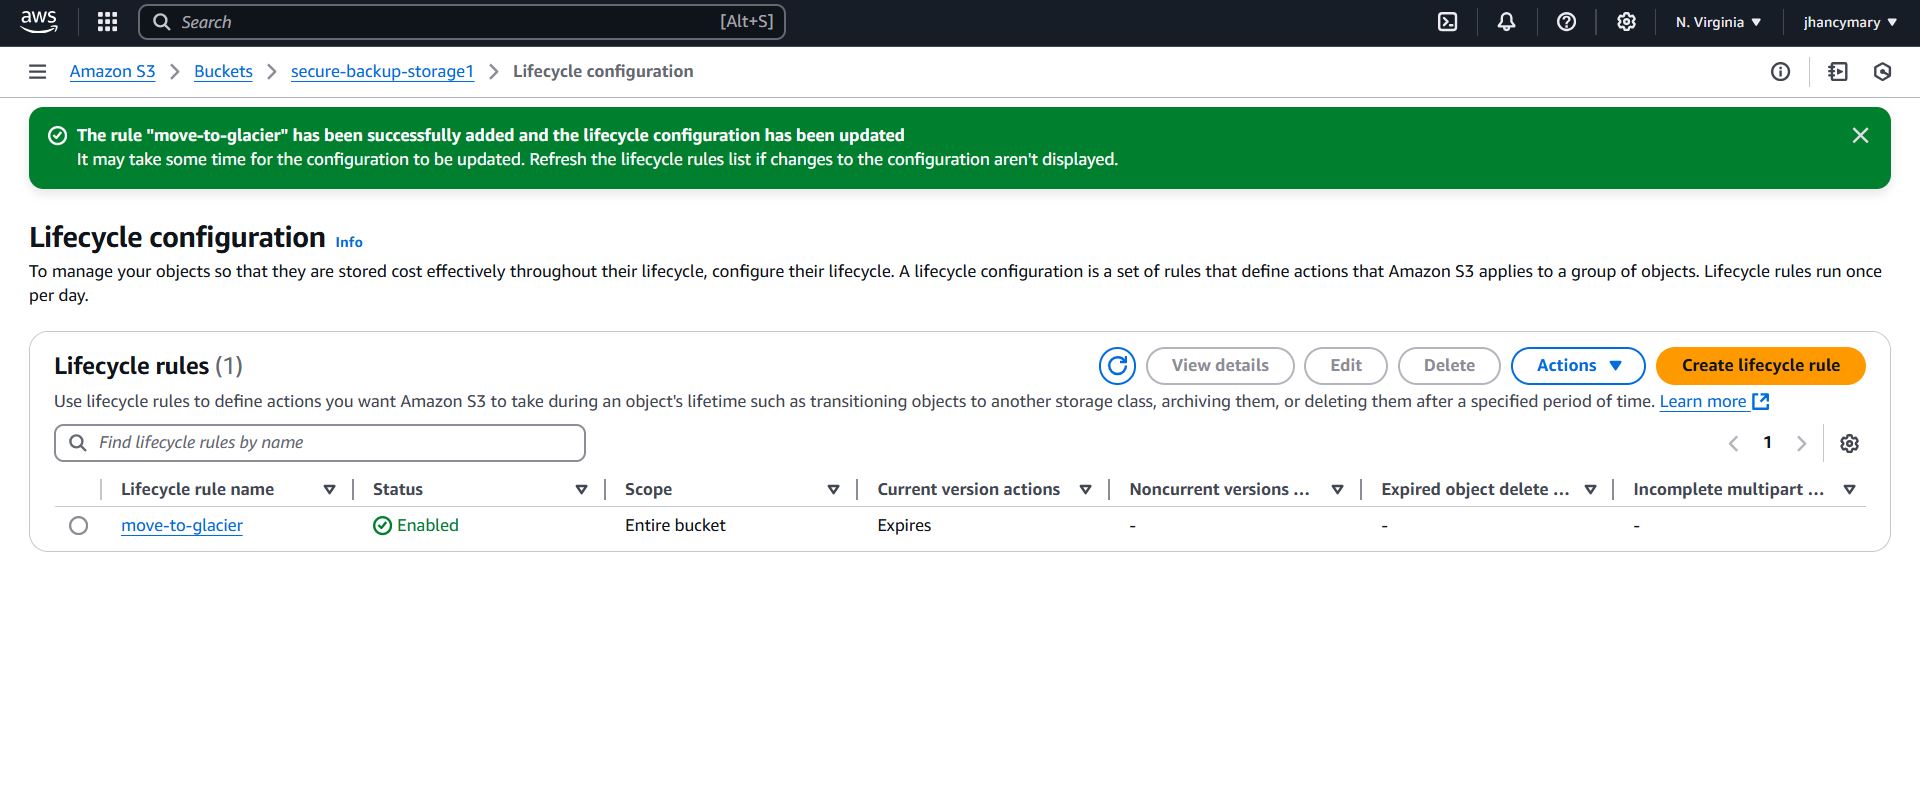 aws
Search [Alt+S]
N. Virginia jhancymary
Amazon S3 Buckets secure-backup-storage1 Lifecycle configuration
The rule "move-to-glacier" has been successfully added and the lifecycle configuration has been updated
It may take some time for the configuration to be updated. Refresh the lifecycle rules list if changes to the configuration aren't displayed.
Lifecycle configuration Info
To manage your objects so that they are stored cost effectively throughout their lifecycle, configure their lifecycle. A lifecycle configuration is a set of rules that define actions that Amazon S3 applies to a group of objects. Lifecycle rules run once
per day.
Lifecycle rules (1) View details Edit Delete Actions Create lifecycle rule
Use lifecycle rules to define actions you want Amazon S3 to take during an object's lifetime such as transitioning objects to another storage class, archiving them, or deleting them after a specified period of time. Learn more
Find lifecycle rules by name 1
Lifecycle rule name Status Scope Current version actions Noncurrent versions ... Expired object delete ... Incomplete multipart ...
move-to-glacier Enabled Entire bucket Expires - - -